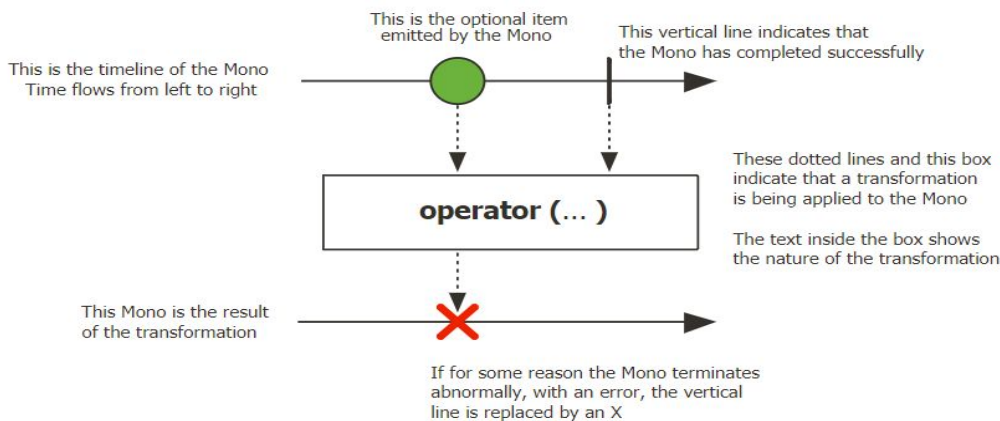 This is the optional item
emitted by the Mono
This vertical line indicates that
the Mono has completed successfully
This is the timeline of the Mono
Time flows from left to right
These dotted lines and this box
indicate that a transformation
is being applied to the Mono
operator (... )
The text inside the box shows
the nature of the transformation
This Mono is the result
of the transformation
If for some reason the Mono terminates
abnormally, with an error, the vertical
line is replaced by an X